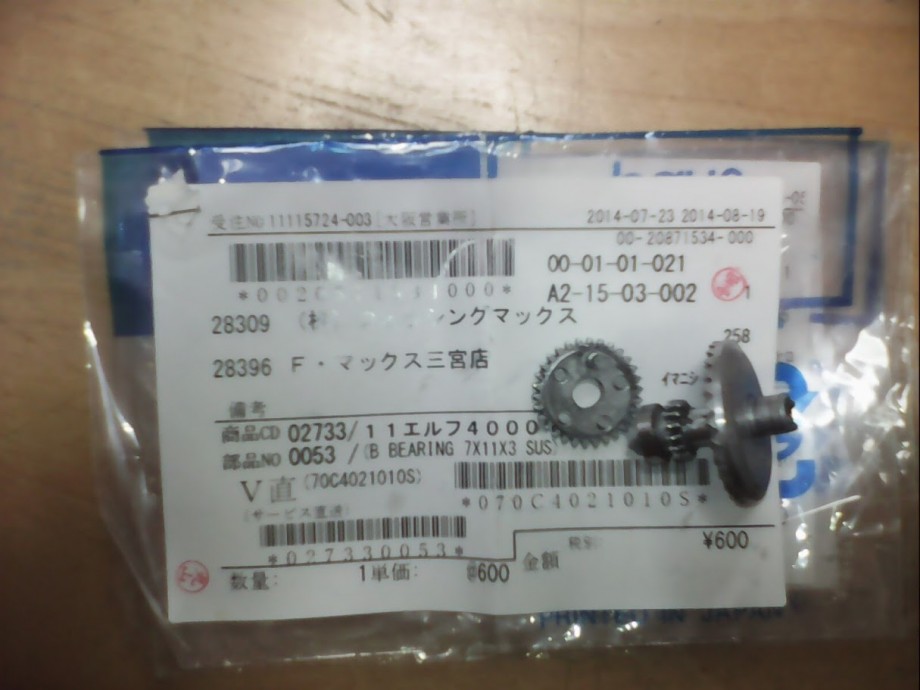 受注NO 11115724-003 [大阪営業所] 2014-07-23 2014-08-19
00-20871534-000
00-01-01-021
000*
A2-15-03-002 1
28309 ングマックス
258
28396 F・マックス三宮店
イマニシ
備考
商品CD 02733/11エルフ4000
部品NO 0053 /(B BEARING 7X11X3 SUS)
V直 (70C4021010S)
*070C4021010S*
(サービス直送)
*027330053*
税別 ¥600
数量: 1単価: @600 金額
PRINTED IN JAPAN